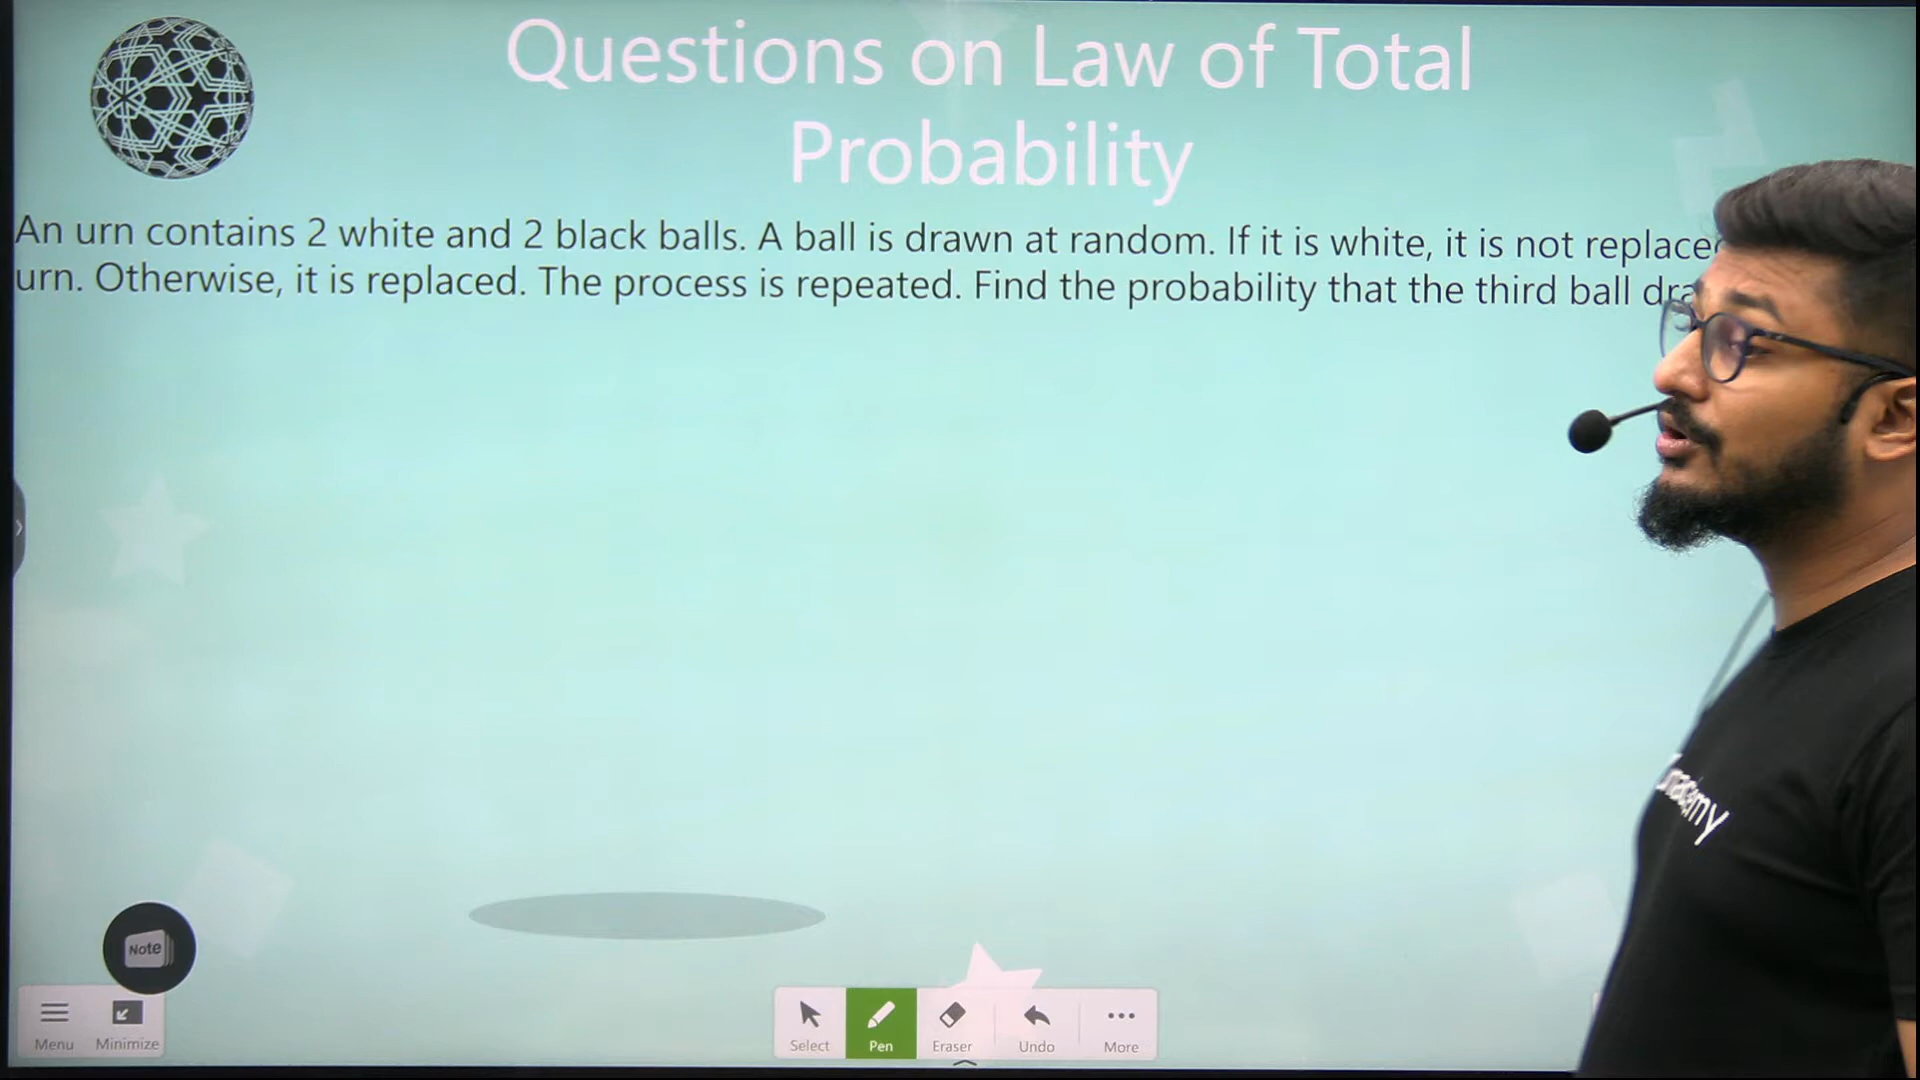 Questions on Law of Total
Probability
An urn contains 2 white and 2 black balls. A ball is drawn at random. If it is white, it is not
urn. Otherwise, it is replaced. The process is repeated. Find the probability that the third ball
Note
Menu
Minimize
Select
Pen
Eraser
Undo
More